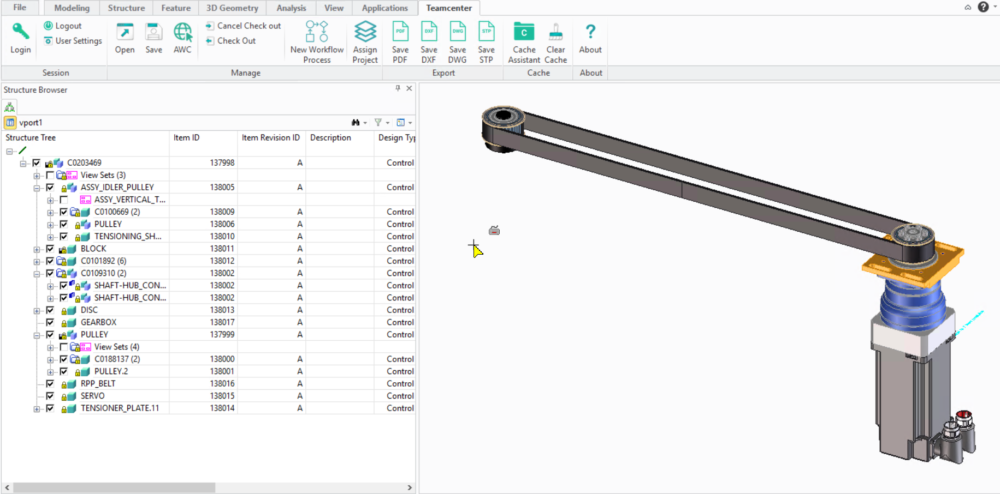 File Modeling Structure Feature 3D Geometry Analysis View Applications Teamcenter ?
Login
Logout
User Settings
Open Save AWC
Cancel Check out
Check Out
New Workflow
Process
Assign
Project
PDF
Save
PDF
DXF
Save
DXF
DWG
Save
DWG
STP
Save
STP
C
Cache
Assistant
Clear
Cache
?
About
Session Manage Export Cache About
Structure Browser
vport1
Structure Tree Item ID Item Revision ID Description Design Typ
C0203469 137998 A Control
View Sets (3)
ASSY_IDLER_PULLEY 138005 A Control
ASSY_VERTICAL_T...
C0100669 (2) 138009 A Control
PULLEY 138006 A Control
TENSIONING_SH... 138010 A Control
BLOCK 138011 A Control
C0101892 (6) 138012 A Control
C0109310 (2) 138002 A Control
SHAFT-HUB_CON... 138002 A Control
SHAFT-HUB_CON... 138002 A Control
DISC 138013 A Control
GEARBOX 138017 A Control
PULLEY 137999 A Control
View Sets (4)
C0188137 (2) 138000 A Control
PULLEY.2 138001 A Control
RPP_BELT 138016 A Control
SERVO 138015 A Control
TENSIONER_PLATE.11 138014 A Control